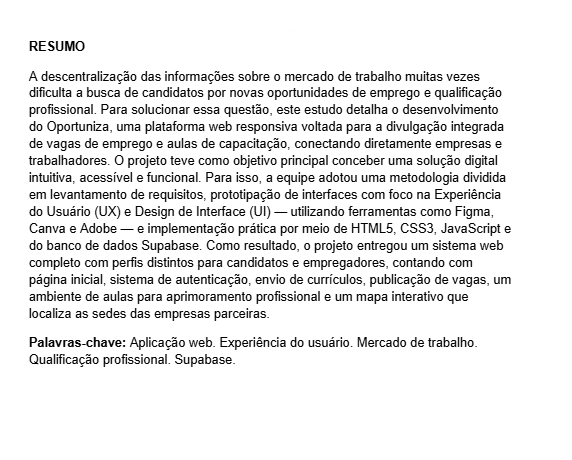 RESUMO
A descentralização das informações sobre o mercado de trabalho muitas vezes
dificulta a busca de candidatos por novas oportunidades de emprego e qualificação
profissional. Para solucionar essa questão, este estudo detalha o desenvolvimento
do Oportuniza, uma plataforma web responsiva voltada para a divulgação integrada
de vagas de emprego e aulas de capacitação, conectando diretamente empresas e
trabalhadores. O projeto teve como objetivo principal conceber uma solução digital
intuitiva, acessível e funcional. Para isso, a equipe adotou uma metodologia dividida
em levantamento de requisitos, prototipação de interfaces com foco na Experiência
do Usuário (UX) e Design de Interface (UI) — utilizando ferramentas como Figma,
Canva e Adobe — e implementação prática por meio de HTML5, CSS3, JavaScript e
do banco de dados Supabase. Como resultado, o projeto entregou um sistema web
completo com perfis distintos para candidatos e empregadores, contando com
página inicial, sistema de autenticação, envio de currículos, publicação de vagas, um
ambiente de aulas para aprimoramento profissional e um mapa interativo que
localiza as sedes das empresas parceiras.
Palavras-chave: Aplicação web. Experiência do usuário. Mercado de trabalho.
Qualificação profissional. Supabase.